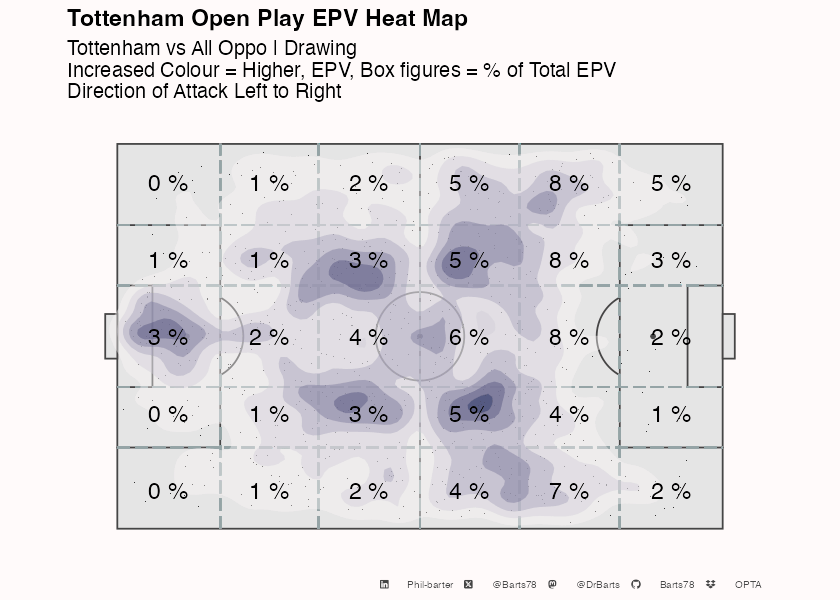 Tottenham Open Play EPV Heat Map
Tottenham vs All Oppo | Drawing
Increased Colour = Higher, EPV, Box figures = % of Total EPV
Direction of Attack Left to Right
0 % 1 % 2 % 5 % 8 % 5 %
1 % 1 % 3 % 5 % 8 % 3 %
3 % 2 % 4 % 6 % 8 % 2 %
0 % 1 % 3 % 5 % 4 % 1 %
0 % 1 % 2 % 4 % 7 % 2 %
Phil-barter @Barts78 @DrBarts Barts78 OPTA